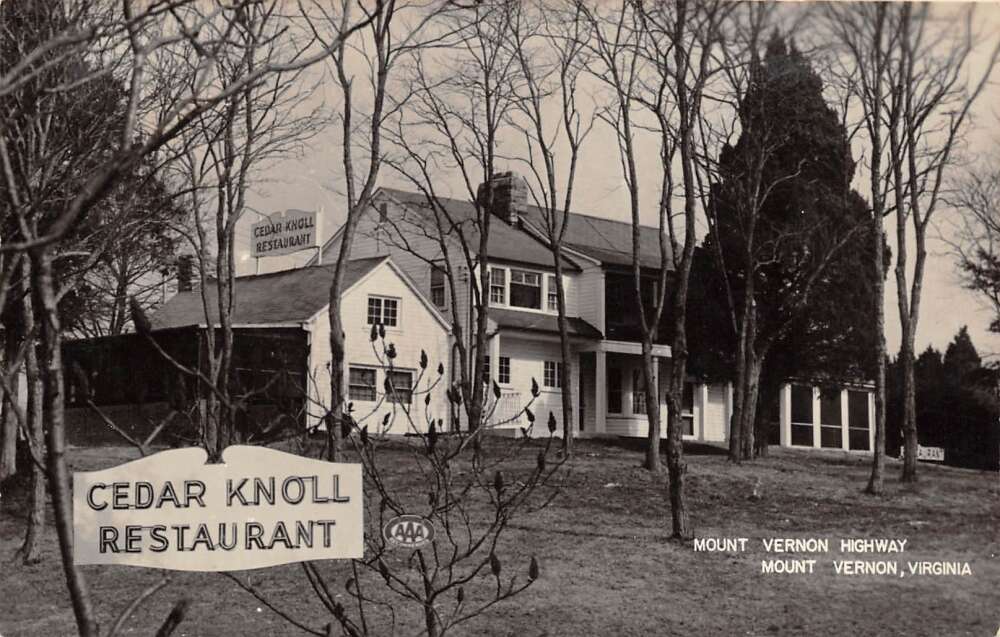 CEDAR KNOLL
RESTAURANT
CEDAR KNOLL
RESTAURANT
AAA
MOUNT VERNON HIGHWAY
MOUNT VERNON, VIRGINIA